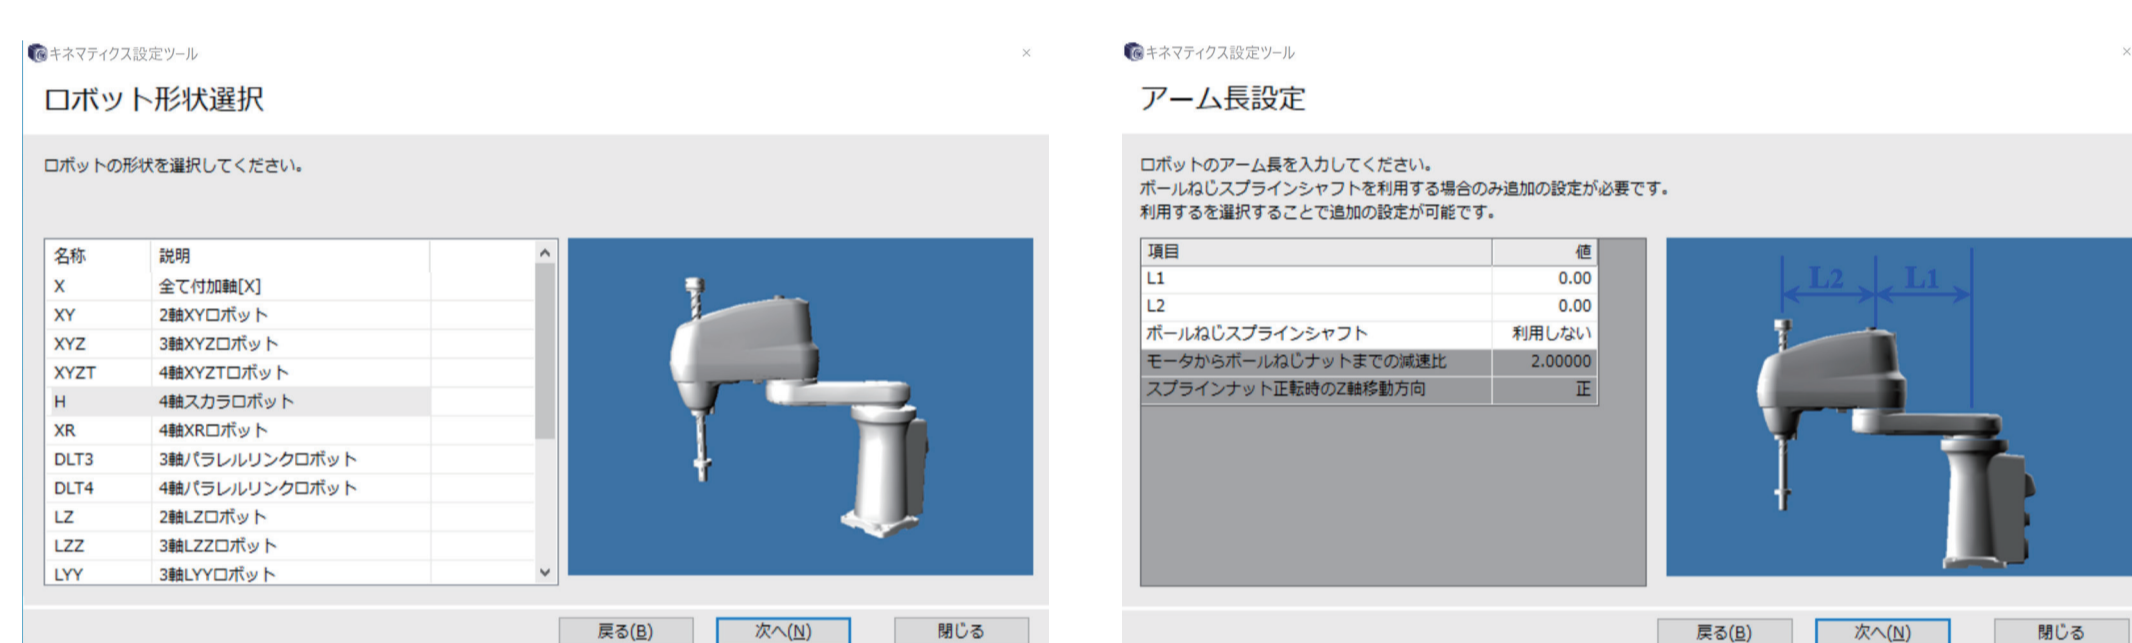 キネマティクス設定ツール
ロボット形状選択
ロボットの形状を選択してください。
名称 説明
X 全て付加軸[X]
XY 2軸XYロボット
XYZ 3軸XYZロボット
XYZT 4軸XYZTロボット
H 4軸スカラロボット
XR 4軸XRロボット
DLT3 3軸パラレルリンクロボット
DLT4 4軸パラレルリンクロボット
LZ 2軸LZロボット
LZZ 3軸LZZロボット
LYY 3軸LYYロボット
戻る(B) 次へ(N) 閉じる
キネマティクス設定ツール
アーム長設定
ロボットのアーム長を入力してください。
ボールねじスプラインシャフトを利用する場合のみ追加の設定が必要です。
利用するを選択することで追加の設定が可能です。
項目 値
L1 0.00
L2 0.00
ボールねじスプラインシャフト 利用しない
モータからボールねじナットまでの減速比 2.00000
スプラインナット正転時のZ軸移動方向 正
L2 L1
戻る(B) 次へ(N) 閉じる